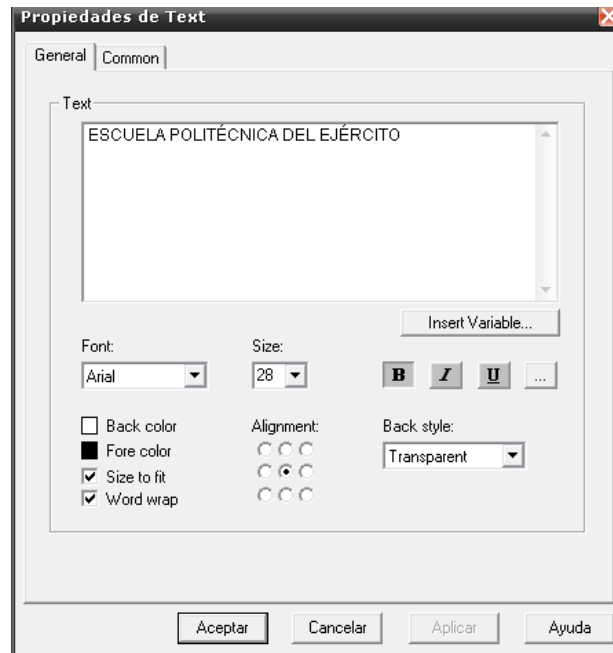 Propiedades de Text
General Common
Text
ESCUELA POLITÉCNICA DEL EJÉRCITO
Insert Variable...
Font: Size:
Arial 28 B I U ...
Back color Alignment: Back style:
Fore color Transparent
Size to fit
Word wrap
Aceptar Cancelar Aplicar Ayuda